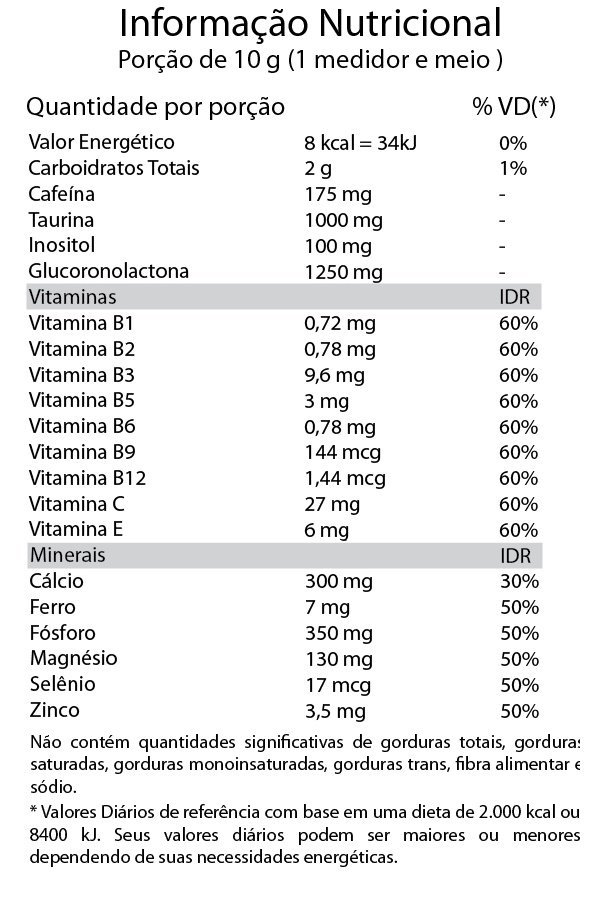 Informação Nutricional
Porção de 10 g (1 medidor e meio )
Quantidade por porção % VD(*)
Valor Energético 8 kcal = 34kJ 0%
Carboidratos Totais 2 g 1%
Cafeína 175 mg -
Taurina 1000 mg -
Inositol 100 mg -
Glucoronolactona 1250 mg -
Vitaminas IDR
Vitamina B1 0,72 mg 60%
Vitamina B2 0,78 mg 60%
Vitamina B3 9,6 mg 60%
Vitamina B5 3 mg 60%
Vitamina B6 0,78 mg 60%
Vitamina B9 144 mcg 60%
Vitamina B12 1,44 mcg 60%
Vitamina C 27 mg 60%
Vitamina E 6 mg 60%
Minerais IDR
Cálcio 300 mg 30%
Ferro 7 mg 50%
Fósforo 350 mg 50%
Magnésio 130 mg 50%
Selênio 17 mcg 50%
Zinco 3,5 mg 50%
Não contém quantidades significativas de gorduras totais, gorduras
saturadas, gorduras monoinsaturadas, gorduras trans, fibra alimentar e
sódio.
* Valores Diários de referência com base em uma dieta de 2.000 kcal ou
8400 kJ. Seus valores diários podem ser maiores ou menores
dependendo de suas necessidades energéticas.